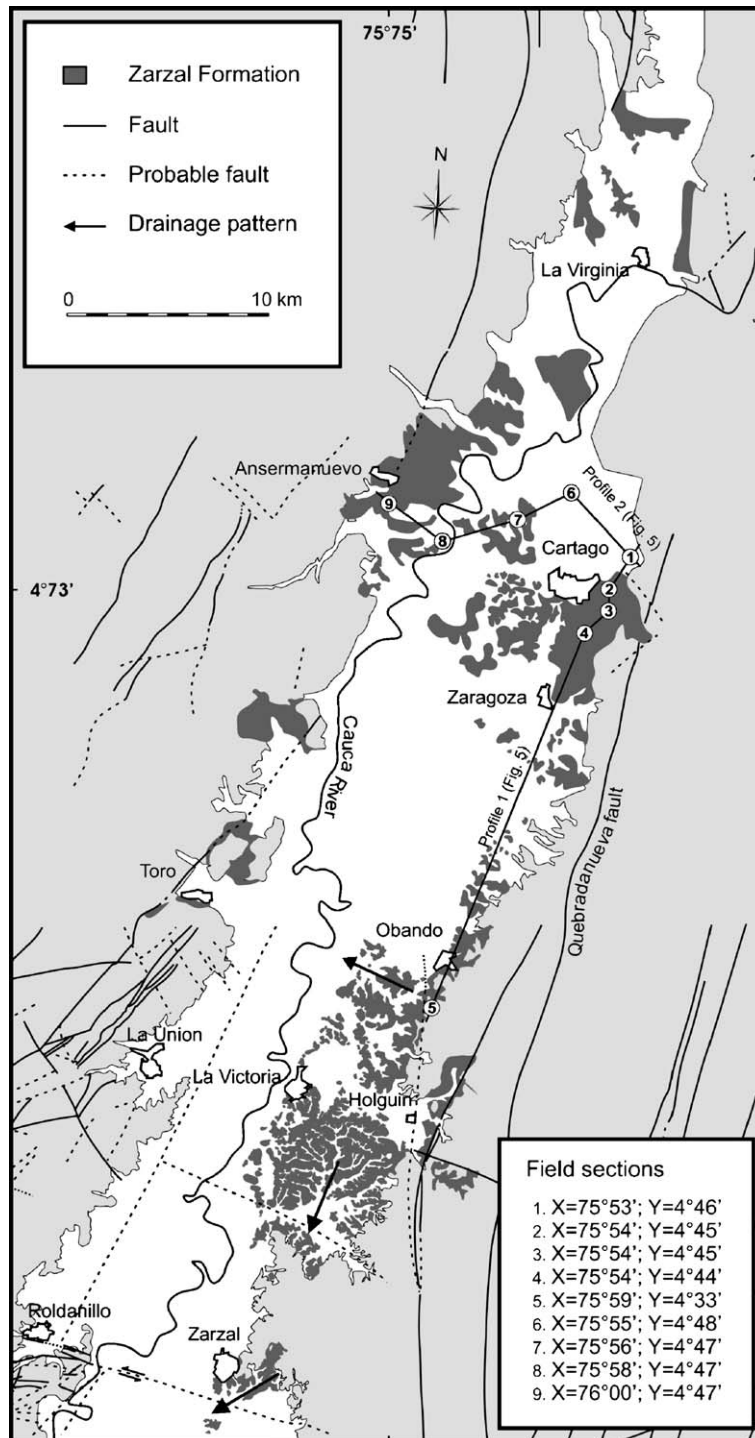 75°75'
Zarzal Formation
Fault
Probable fault
Drainage pattern
0 10 km
N
La Virginia
Ansermanuevo
Profile 2 (Fig. 5)
6
9
7
8
Cartago
1
4°73'
2
3
4
Zaragoza
Cauca River
Profile 1 (Fig. 5)
Quebradanueva fault
Toro
Obando
5
La Union
La Victoria
Holguin
Roldanillo
Zarzal
Field sections
1. X=75°53'; Y=4°46'
2. X=75°54'; Y=4°45'
3. X=75°54'; Y=4°45'
4. X=75°54'; Y=4°44'
5. X=75°59'; Y=4°33'
6. X=75°55'; Y=4°48'
7. X=75°56'; Y=4°47'
8. X=75°58'; Y=4°47'
9. X=76°00'; Y=4°47'